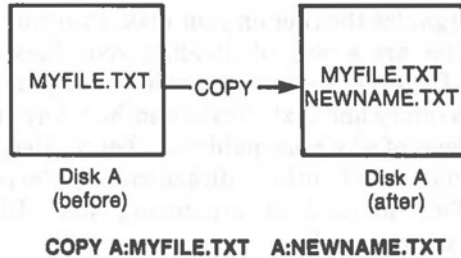 MYFILE.TXT
COPY
MYFILE.TXT
NEWNAME.TXT
Disk A
(before)
Disk A
(after)
COPY A:MYFILE.TXT A:NEWNAME.TXT